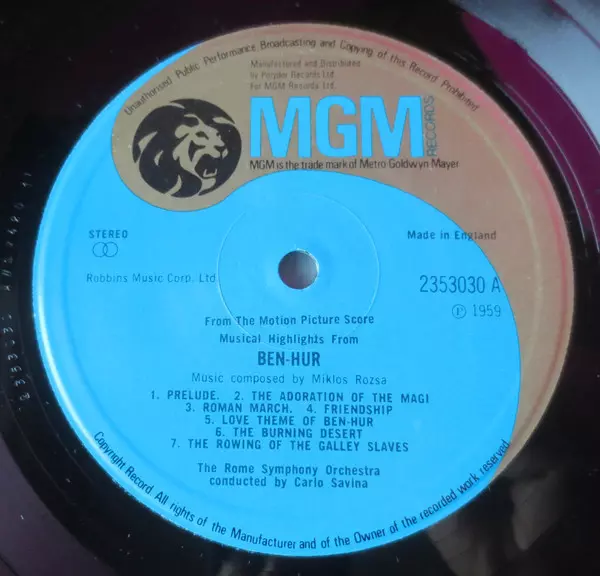 Unauthorised Public Performance Broadcasting and Copying of this Record Prohibited
Manufactured and Distributed
by Polydor Records Ltd.
For MGM Records Ltd.
MGM
RECORDS
MGM is the trade mark of Metro Goldwyn Mayer
STEREO
Made in England
Robbins Music Corp. Ltd.
2353030 A
℗ 1959
From The Motion Picture Score
Musical Highlights From
BEN-HUR
Music composed by Miklos Rozsa
1. PRELUDE. 2. THE ADORATION OF THE MAGI
3. ROMAN MARCH. 4. FRIENDSHIP
5. LOVE THEME OF BEN-HUR
6. THE BURNING DESERT
7. THE ROWING OF THE GALLEY SLAVES
The Rome Symphony Orchestra
conducted by Carlo Savina
Copyright Record. All rights of the Manufacturer and of the Owner of the recorded work reserved.